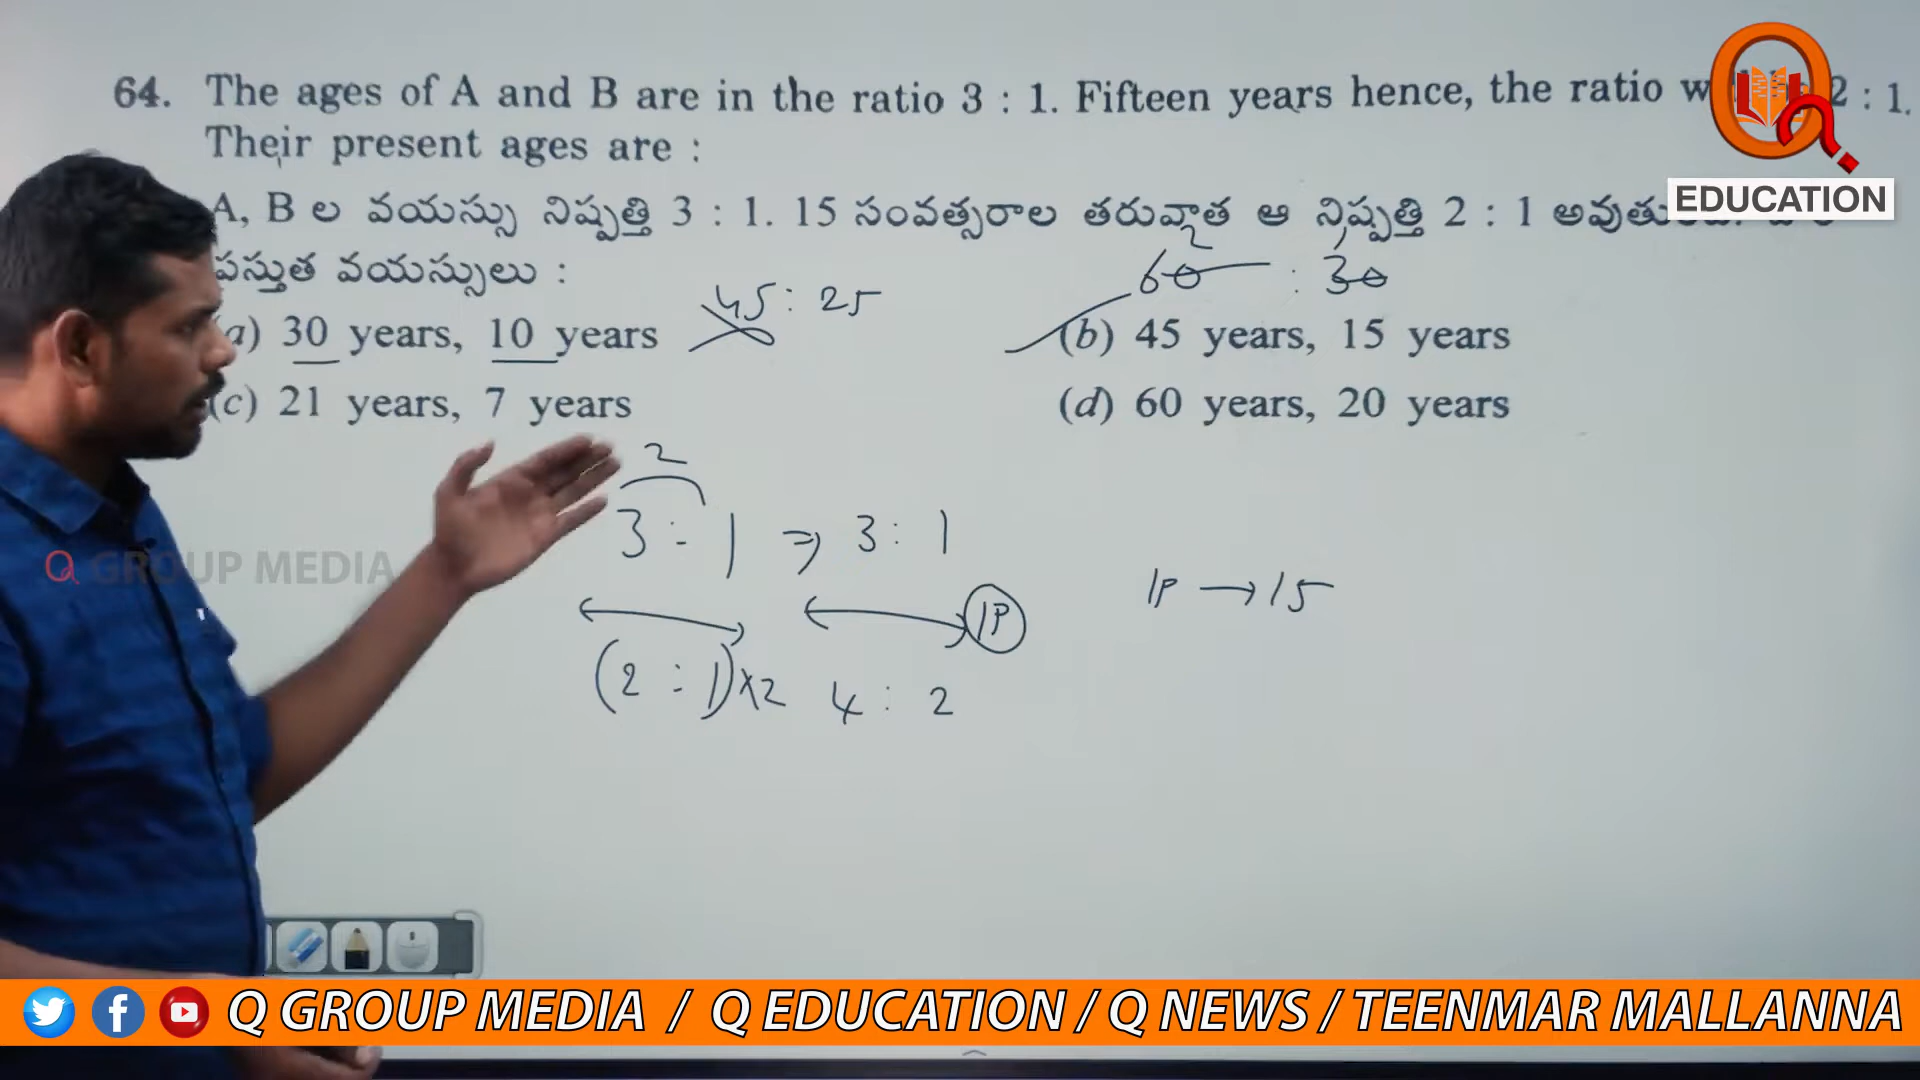 64. The ages of A and B are in the ratio 3 : 1. Fifteen years hence, the ratio 2 : 1.
Their present ages are :
A, B ల వయస్సు నిష్పత్తి 3 : 1. 15 సంవత్సరాల తరువాత ఆ నిష్పత్తి 2 : 1
వయస్సులు :
60 2 : 30
45 : 25
(a) 30 years, 10 years
(b) 45 years, 15 years
(c) 21 years, 7 years
(d) 60 years, 20 years
2
3 : 1 ⇒ 3 : 1
1P
1P → 15
(2 : 1)×2 4 : 2
EDUCATION
Q GROUP MEDIA
Q GROUP MEDIA / Q EDUCATION / Q NEWS / TEENMAR MALLANNA